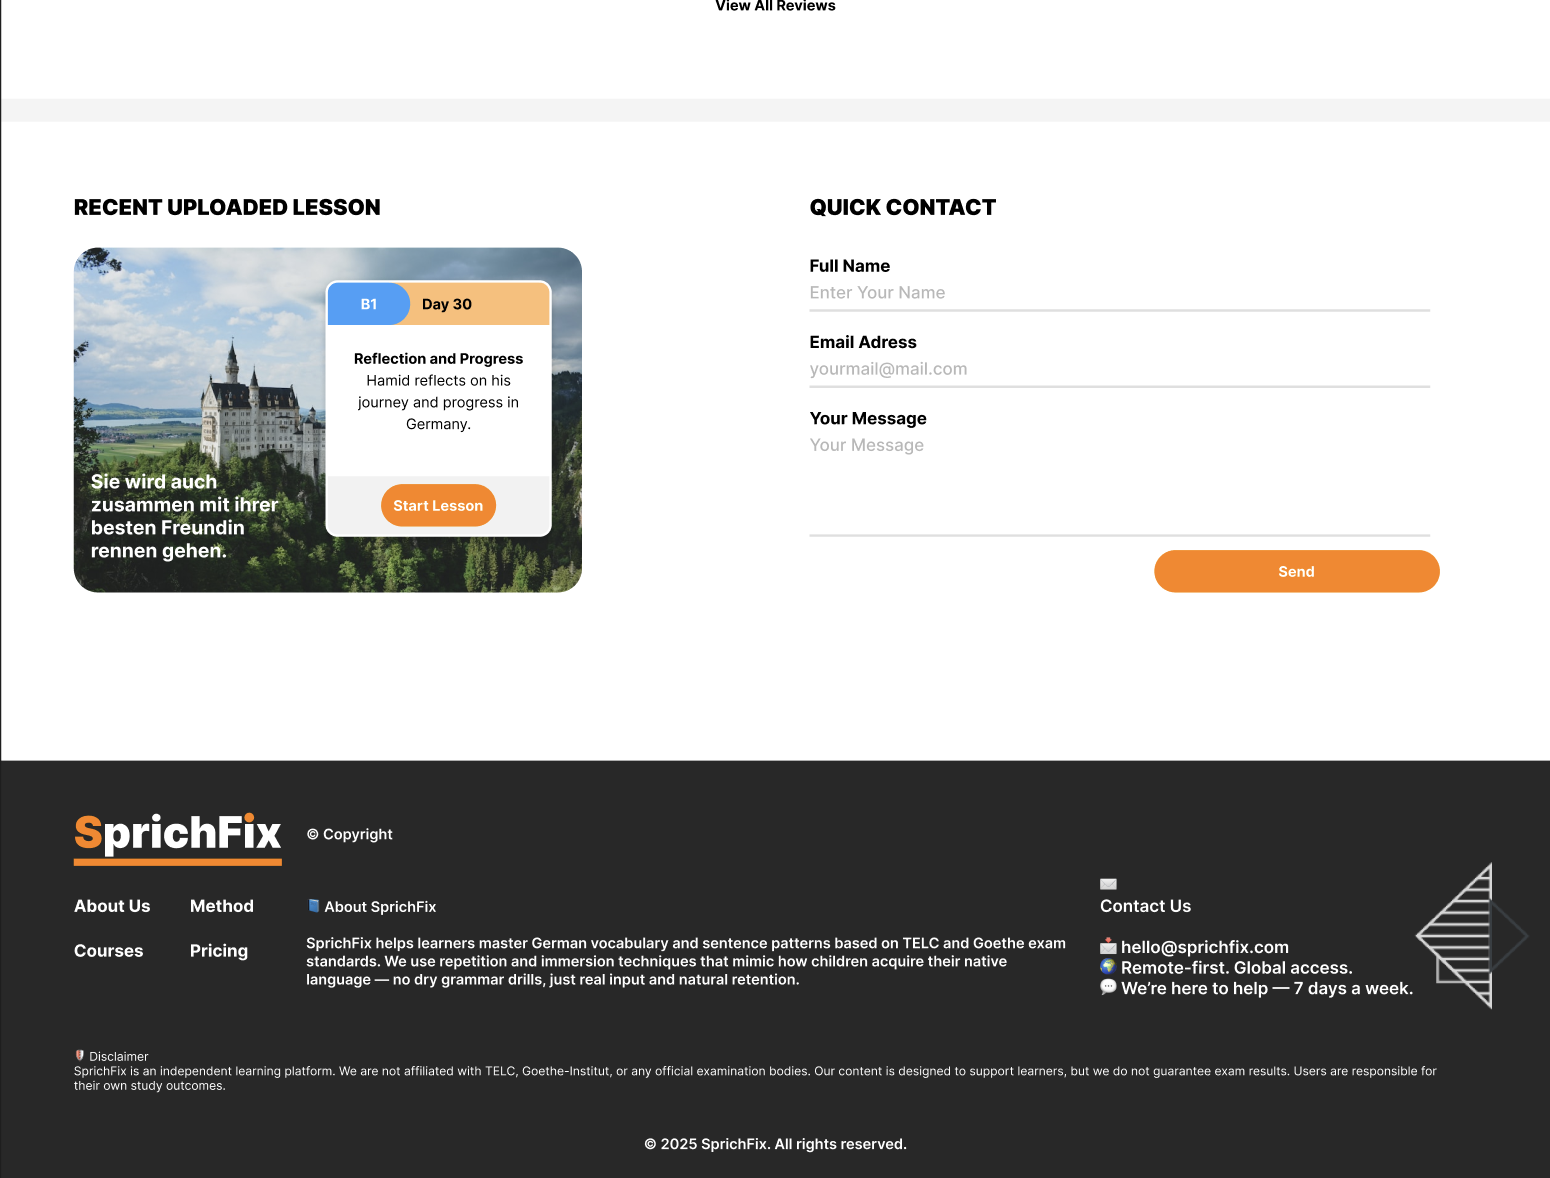 View All Reviews
RECENT UPLOADED LESSON
B1
Day 30
Reflection and Progress
Hamid reflects on his
journey and progress in
Germany.
Start Lesson
Sie wird auch
zusammen mit ihrer
besten Freundin
rennen gehen.
QUICK CONTACT
Full Name
Enter Your Name
Email Adress
yourmail@mail.com
Your Message
Your Message
Send
SprichFix
© Copyright
About Us
Method
Courses
Pricing
About SprichFix
SprichFix helps learners master German vocabulary and sentence patterns based on TELC and Goethe exam
standards. We use repetition and immersion techniques that mimic how children acquire their native
language — no dry grammar drills, just real input and natural retention.
Contact Us
hello@sprichfix.com
Remote-first. Global access.
We’re here to help — 7 days a week.
Disclaimer
SprichFix is an independent learning platform. We are not affiliated with TELC, Goethe-Institut, or any official examination bodies. Our content is designed to support learners, but we do not guarantee exam results. Users are responsible for
their own study outcomes.
© 2025 SprichFix. All rights reserved.